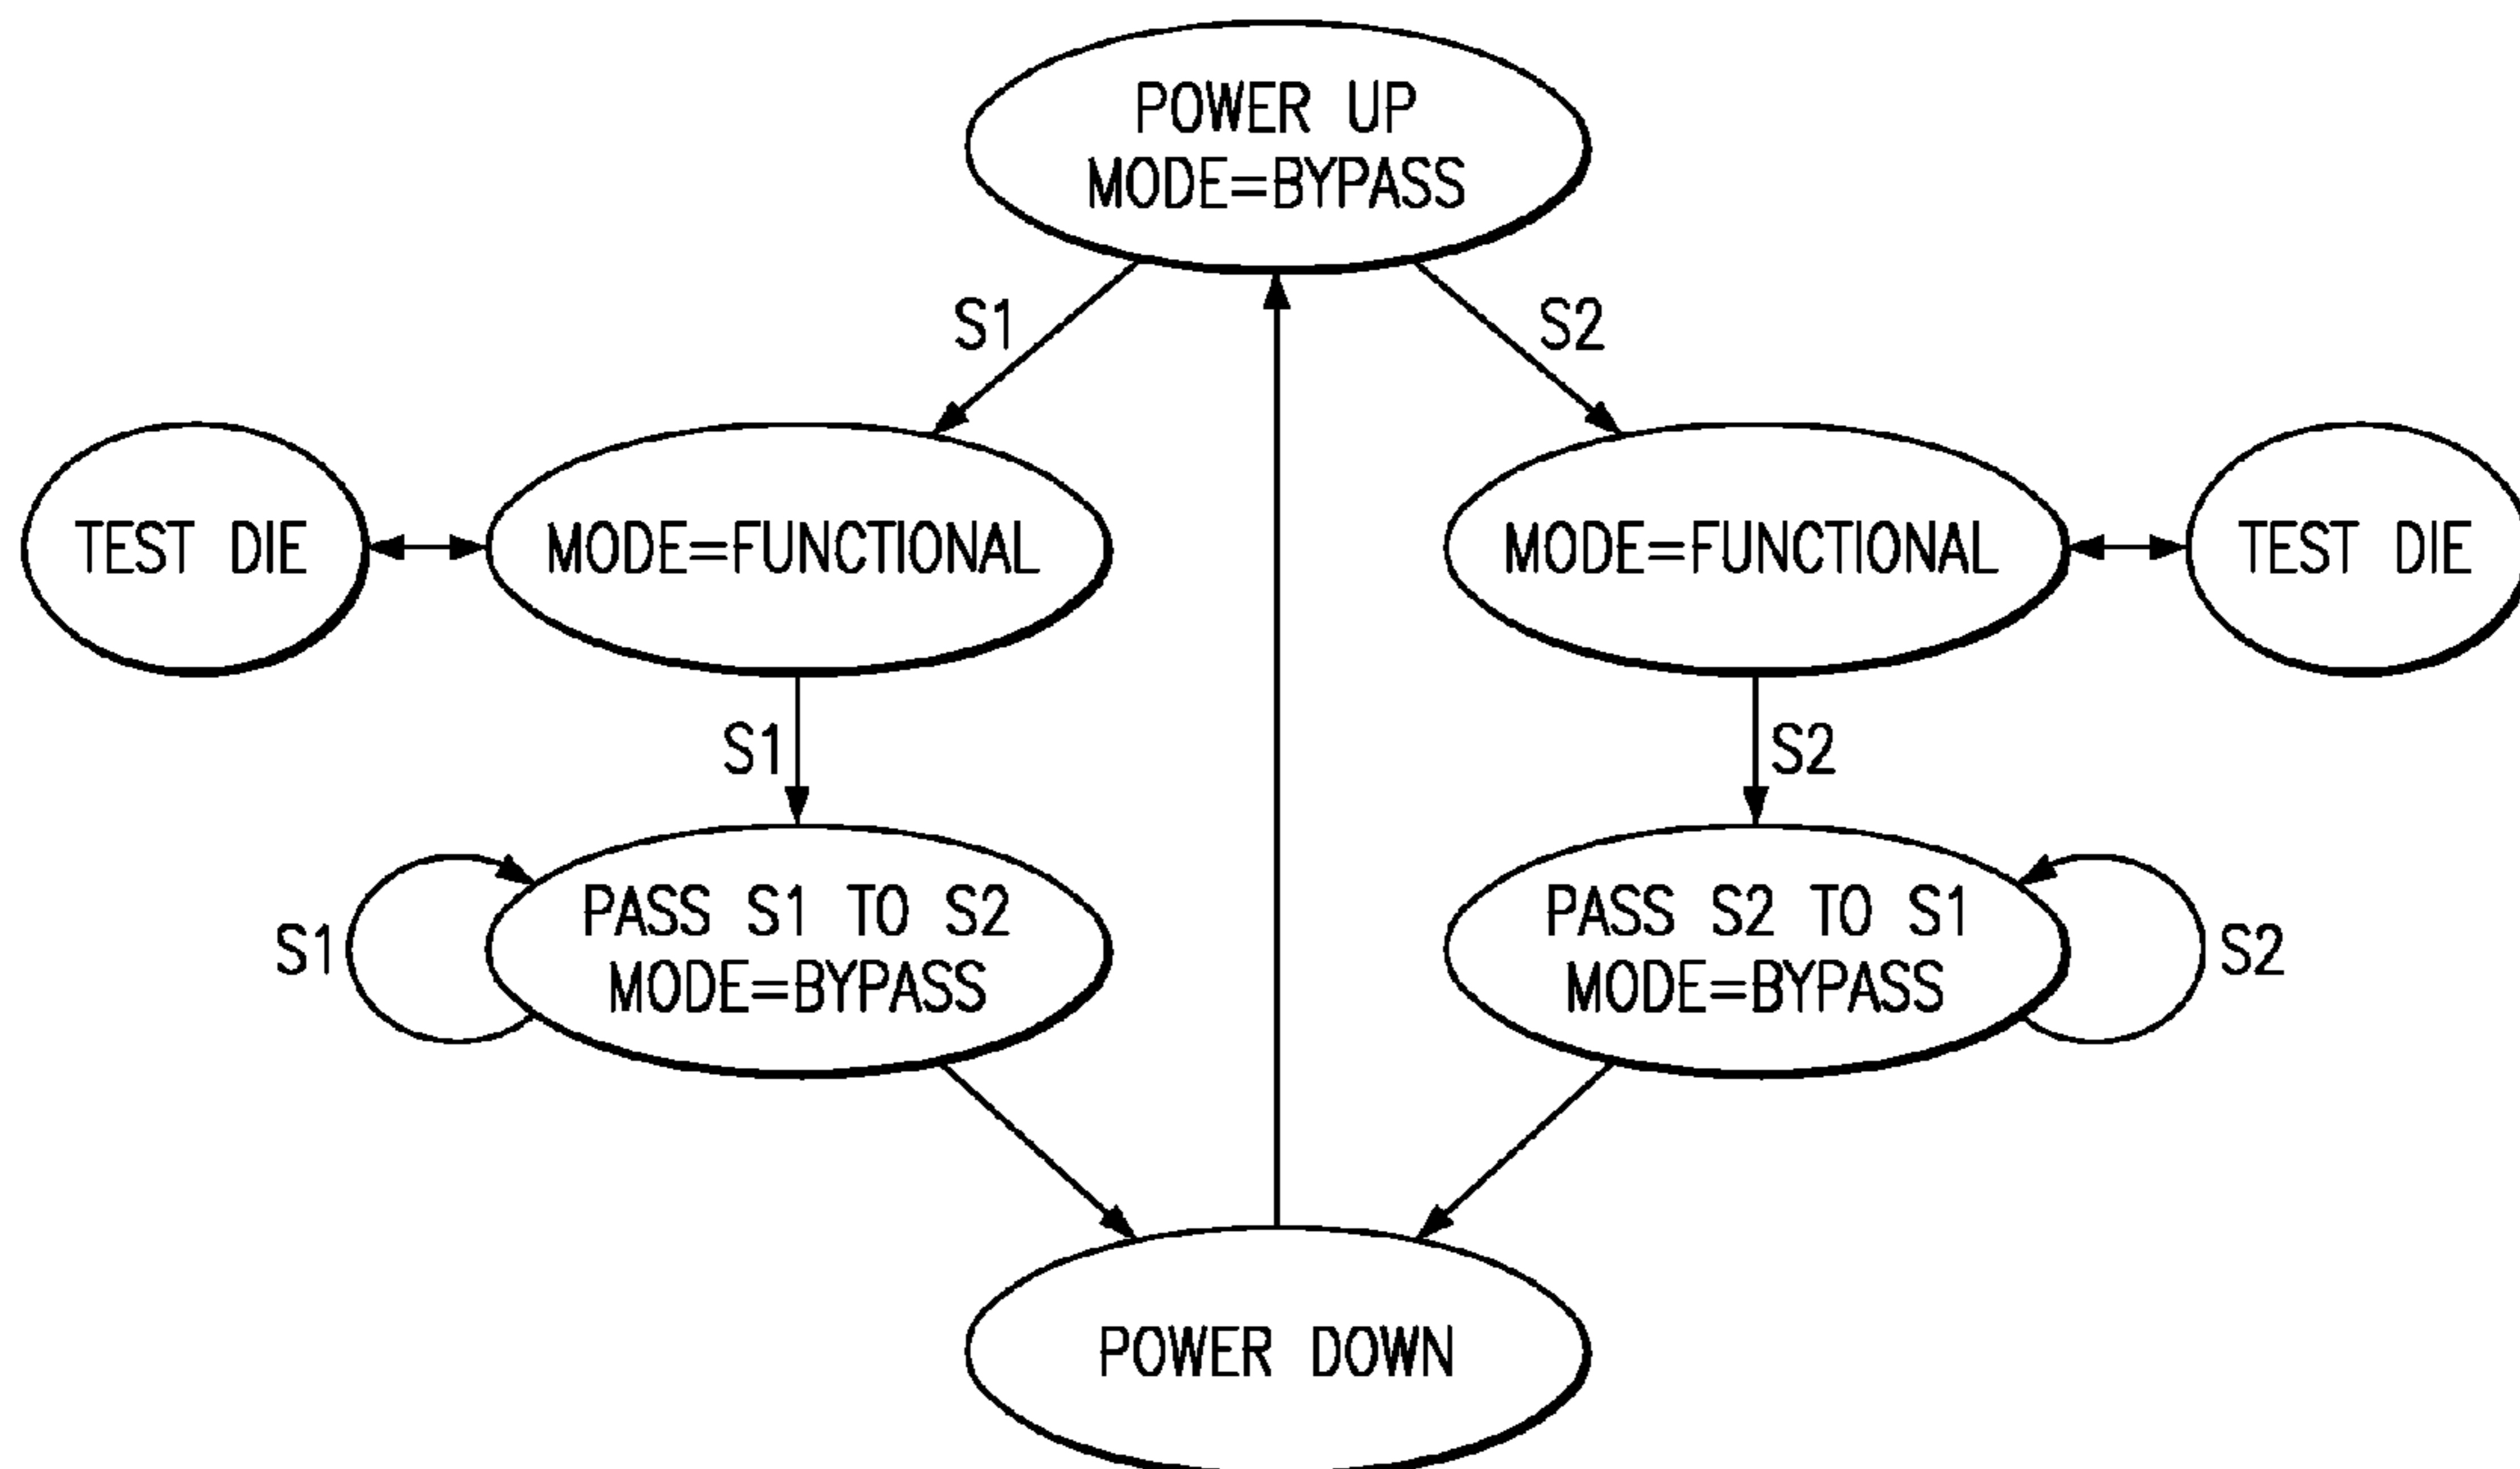 POWER UP
MODE=BYPASS
S1
S2
TEST DIE
MODE=FUNCTIONAL
MODE=FUNCTIONAL
TEST DIE
S1
S2
PASS S1 TO S2
MODE=BYPASS
S1
PASS S2 TO S1
MODE=BYPASS
S2
POWER DOWN